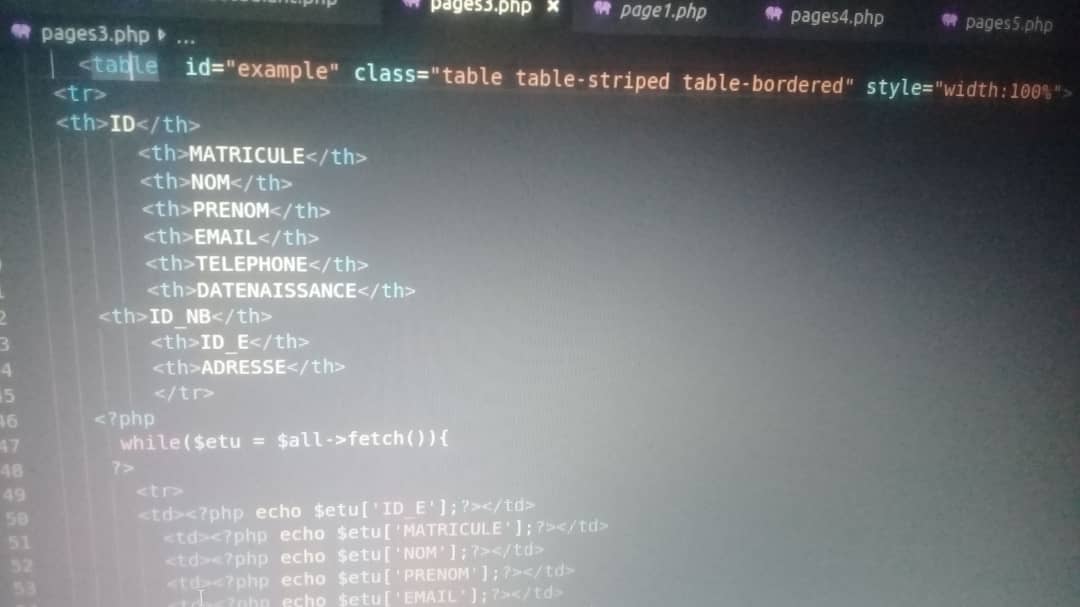 pages3.php × page1.php pages4.php pages5.php
pages3.php ...
<table id="example" class="table table-striped table-bordered" style="width:100%">
<tr>
<th>ID</th>
<th>MATRICULE</th>
<th>NOM</th>
<th>PRENOM</th>
<th>EMAIL</th>
<th>TELEPHONE</th>
<th>DATENAISSANCE</th>
<th>ID_NB</th>
<th>ID_E</th>
<th>ADRESSE</th>
</tr>
<?php
47 while($etu = $all->fetch()){
48 ?>
49 <tr>
50 <td><?php echo $etu['ID_E'];?></td>
51 <td><?php echo $etu['MATRICULE'];?></td>
52 <td><?php echo $etu['NOM'];?></td>
53 <td><?php echo $etu['PRENOM'];?></td>
<td><?php echo $etu['EMAIL'];?></td>